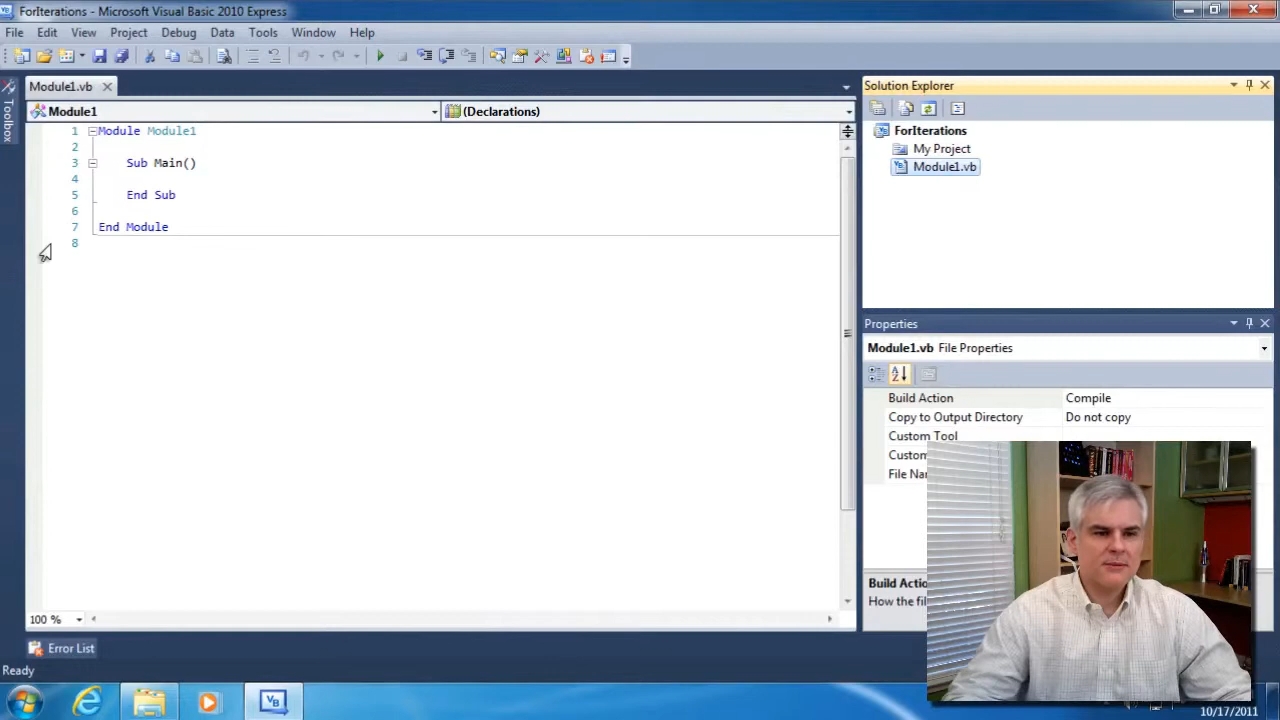 ForIterations - Microsoft Visual Basic 2010 Express
File Edit View Project Debug Data Tools Window Help
Module1.vb
Toolbox
Module1
(Declarations)
1 Module Module1
2
3 Sub Main()
4
5 End Sub
6
7 End Module
8
100 %
Error List
Ready
Solution Explorer
ForIterations
My Project
Module1.vb
Properties
Module1.vb File Properties
Build Action Compile
Copy to Output Directory Do not copy
Custom Tool
Custom
File Na
Build Actio
How the fil
10/17/2011